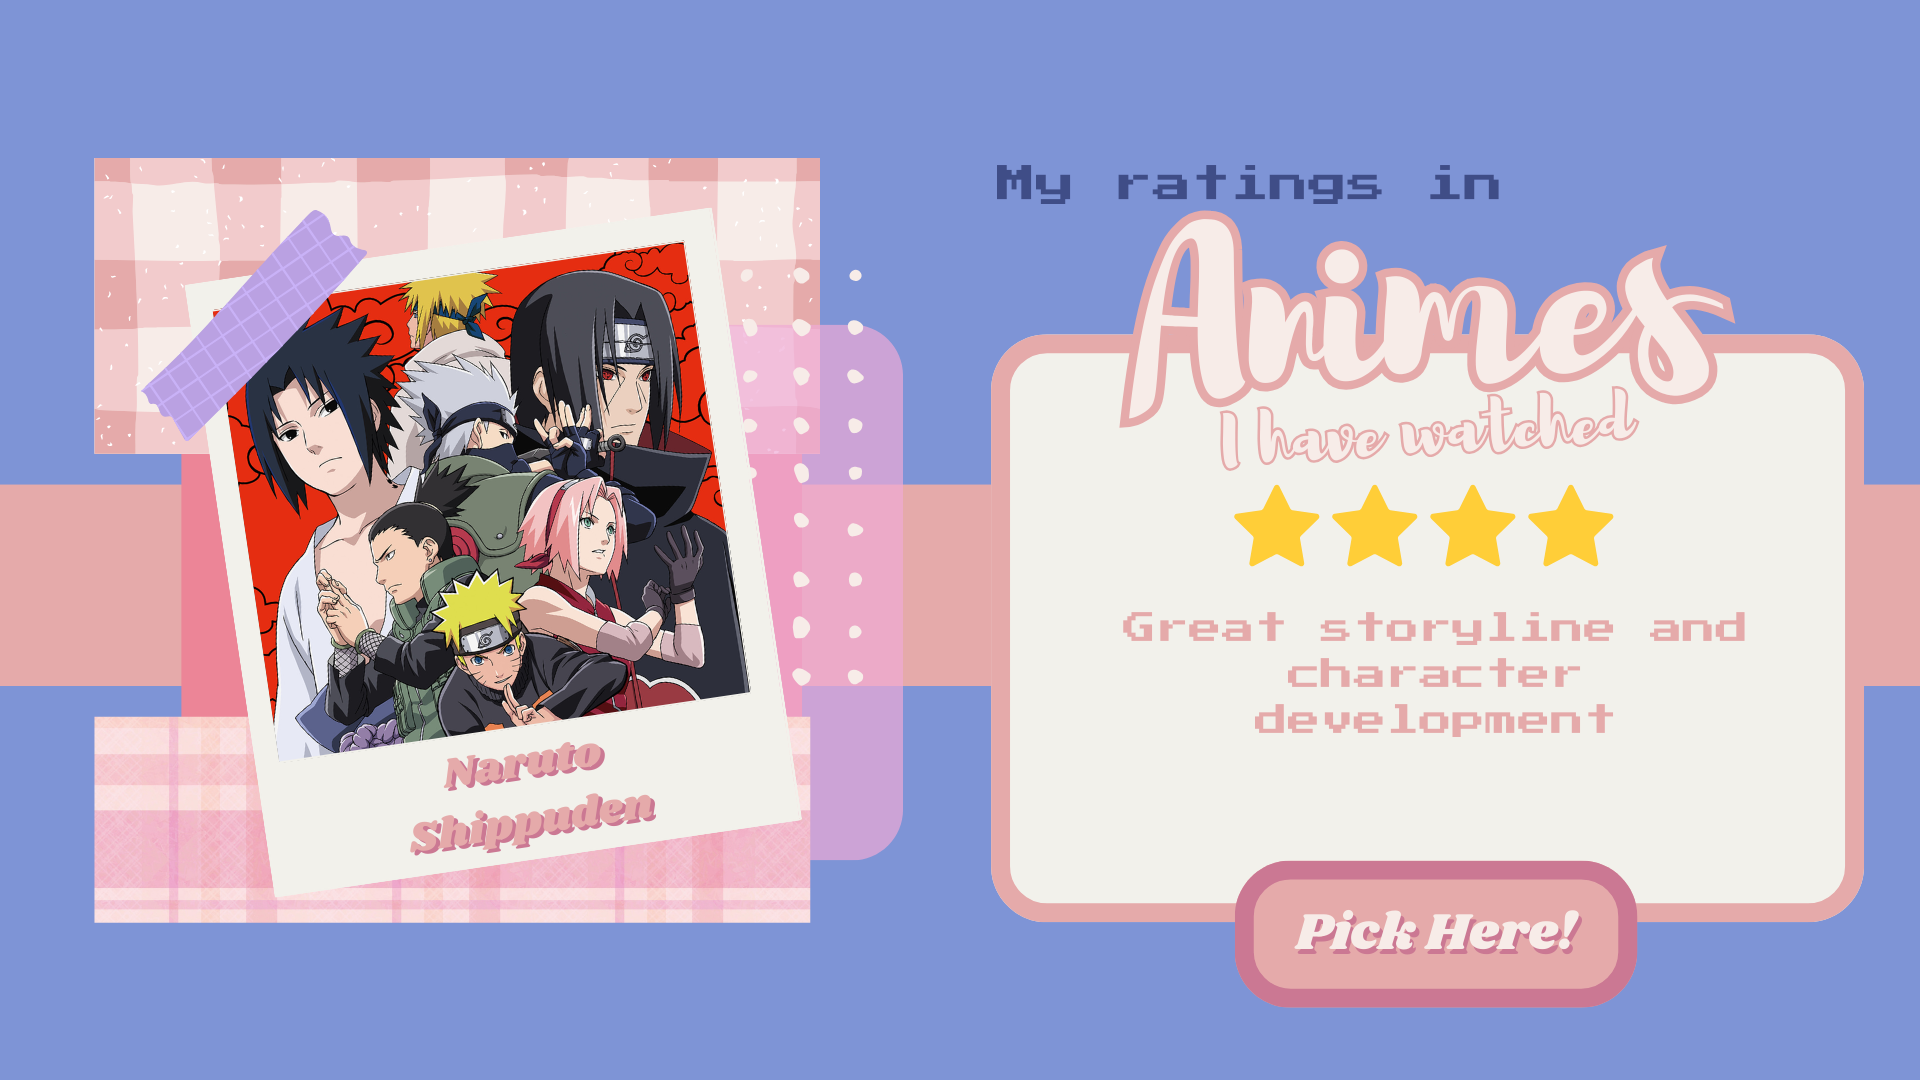 My ratings in
Animes
I have watched
Great storyline and
character
development
Naruto
Shippuden
Pick Here!